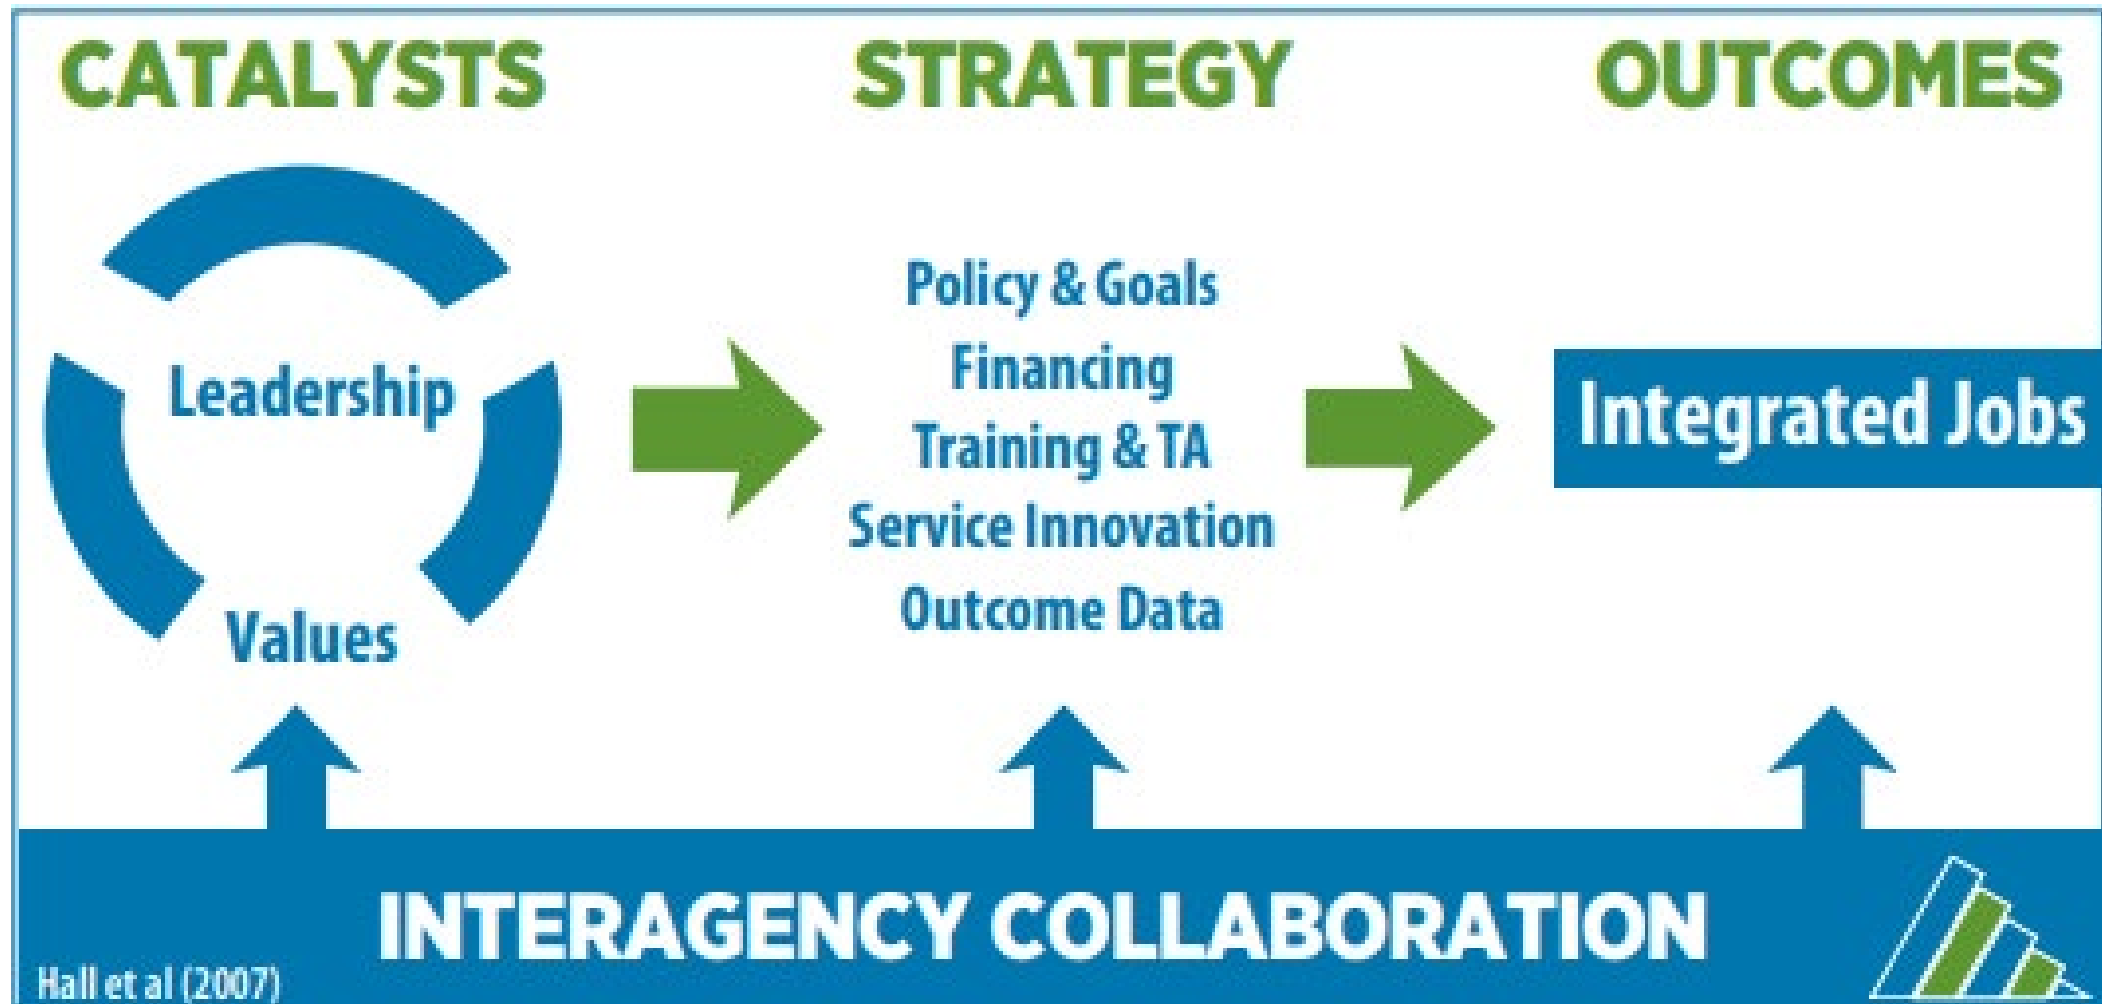 CATALYSTS
STRATEGY
OUTCOMES
Leadership
Values
Policy & Goals
Financing
Training & TA
Service Innovation
Outcome Data
Integrated Jobs
INTERAGENCY COLLABORATION
Hall et al (2007)